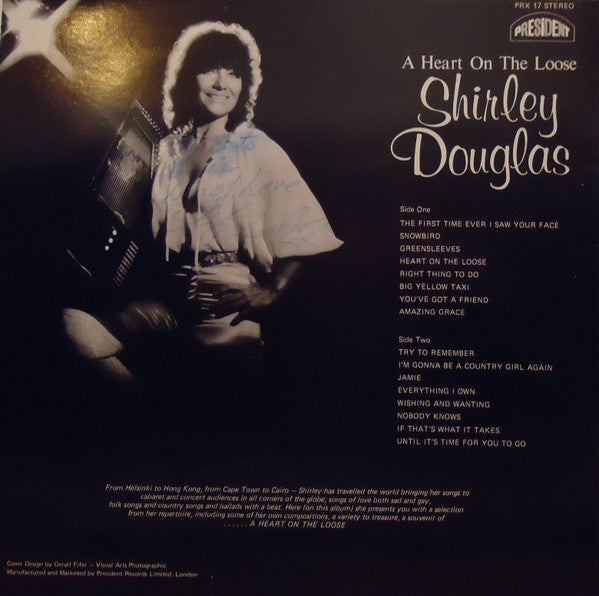 PRX 17 STEREO
PRESIDENT
A Heart On The Loose
Shirley
Douglas
Side One
THE FIRST TIME EVER I SAW YOUR FACE
SNOWBIRD
GREENSLEEVES
HEART ON THE LOOSE
RIGHT THING TO DO
BIG YELLOW TAXI
YOU'VE GOT A FRIEND
AMAZING GRACE
Side Two
TRY TO REMEMBER
I'M GONNA BE A COUNTRY GIRL AGAIN
JAMIE
EVERYTHING I OWN
WISHING AND WANTING
NOBODY KNOWS
IF THAT'S WHAT IT TAKES
UNTIL IT'S TIME FOR YOU TO GO
of Love
From Helsinki to Hong Kong, from Cape Town to Cairo — Shirley has travelled the world bringing her songs to
cabaret and concert audiences in all corners of the globe; songs of love both sad and gay,
folk songs and country songs and ballads with a beat. Here (on this album) she presents you with a selection
from her repertoire, including some of her own compositions, a variety to treasure, a souvenir of
. . . . . . A HEART ON THE LOOSE
Cover Design by Geralf Fifer — Visual Arts Photographic
Manufactured and Marketed by President Records Limited, London